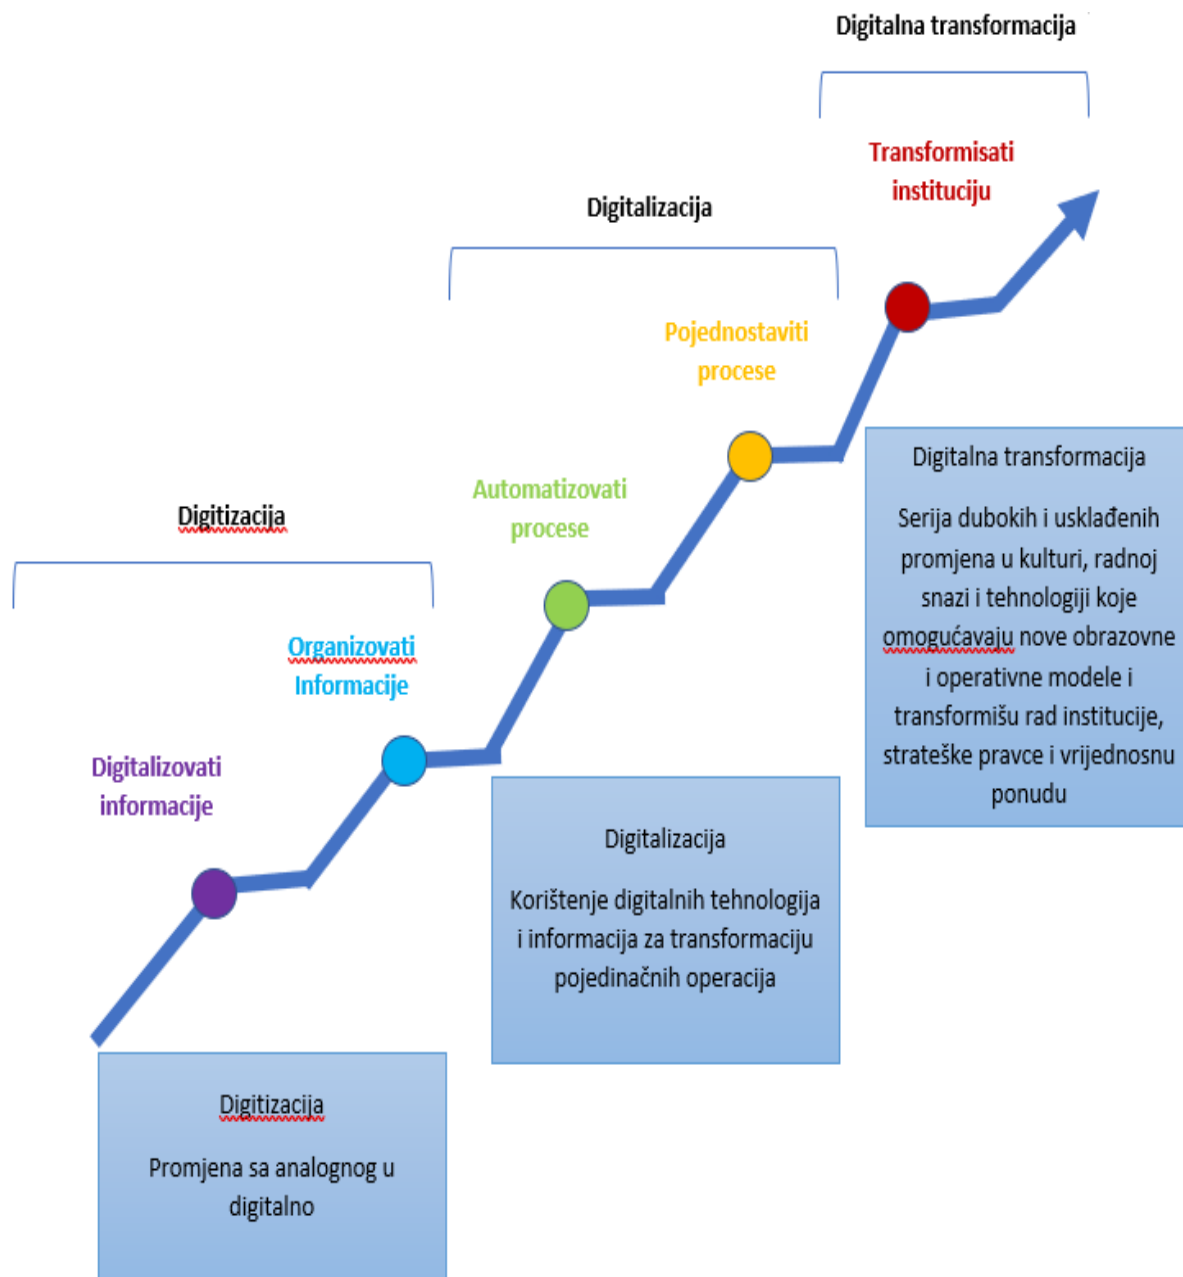 Digitalna transformacija
Transformisati
instituciju
Digitalizacija
Pojednostaviti
procese
Automatizovati
procese
Digitizacija
Organizovati
Informacije
Digitalizovati
informacije
Digitalna transformacija
Serija dubokih i usklađenih
promjena u kulturi, radnoj
snazi i tehnologiji koje
omogućavaju nove obrazovne
i operativne modele i
transformišu rad institucije,
strateške pravce i vrijednosnu
ponudu
Digitalizacija
Korištenje digitalnih tehnologija
i informacija za transformaciju
pojedinačnih operacija
Digitizacija
Promjena sa analognog u
digitalno